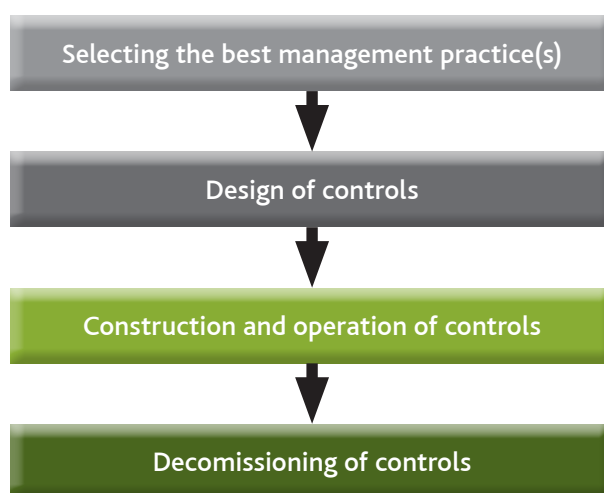 Selecting the best management practice(s)
Design of controls
Construction and operation of controls
Decomissioning of controls